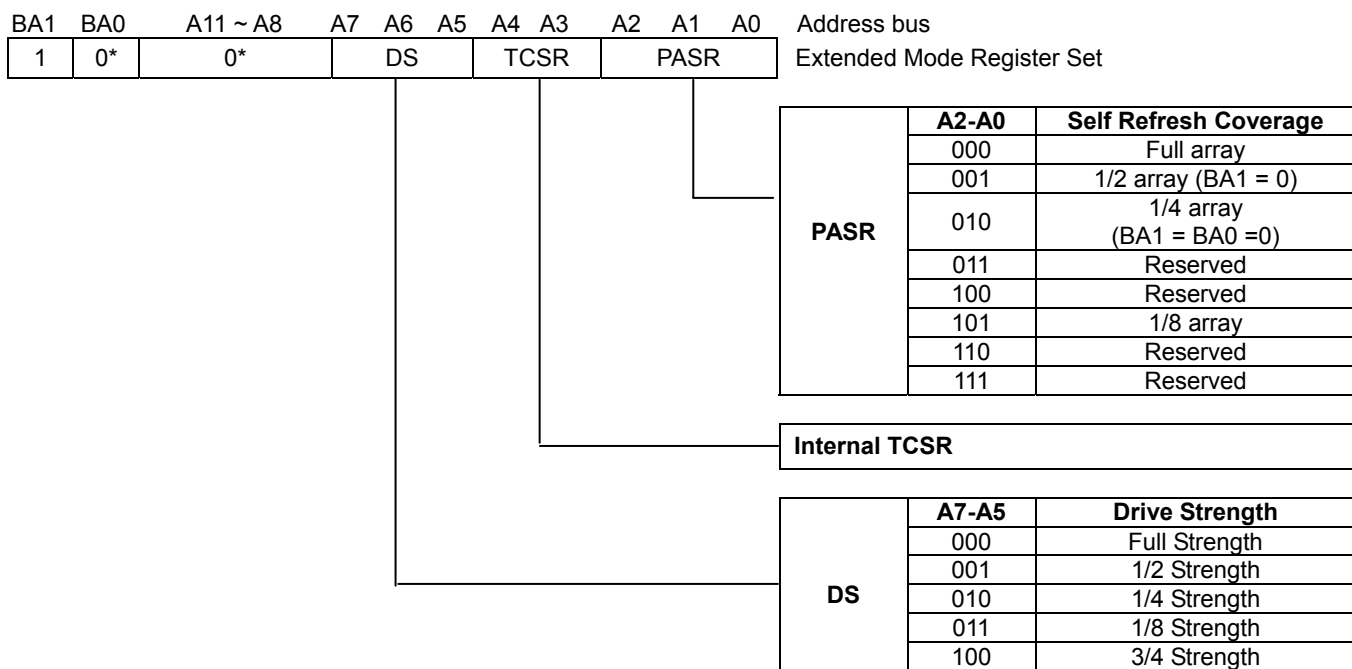 BA1 BA0 A11 ~ A8 A7 A6 A5 A4 A3 A2 A1 A0 Address bus
1 0* 0* DS TCSR PASR Extended Mode Register Set
A2-A0 Self Refresh Coverage
000 Full array
001 1/2 array (BA1 = 0)
PASR 010 1/4 array
(BA1 = BA0 =0)
011 Reserved
100 Reserved
101 1/8 array
110 Reserved
111 Reserved
Internal TCSR
A7-A5 Drive Strength
000 Full Strength
001 1/2 Strength
DS 010 1/4 Strength
011 1/8 Strength
100 3/4 Strength